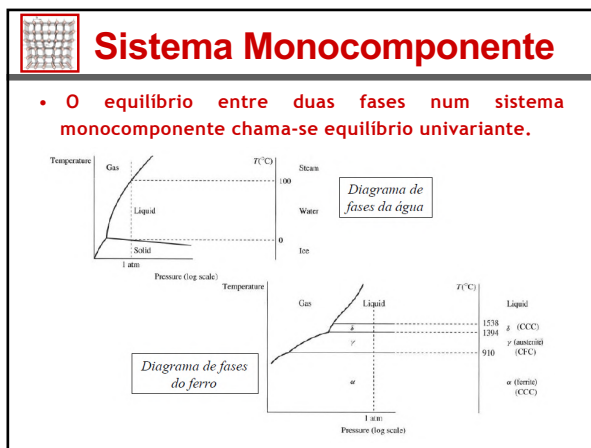 Sistema Monocomponente
• O equilíbrio entre duas fases num sistema
monocomponente chama-se equilíbrio univariante.
Temperature
Gas
T(°C)
Steam
100
Liquid
Water
0
Solid
Ice
1 atm
Pressure (log scale)
Diagrama de
fases da água
Temperature
Gas
Liquid
T(°C)
Liquid
1538
δ
δ (CCC)
1394
γ
γ (austenite)
(CFC)
910
α
α (ferrite)
(CCC)
1 atm
Pressure (log scale)
Diagrama de fases
do ferro